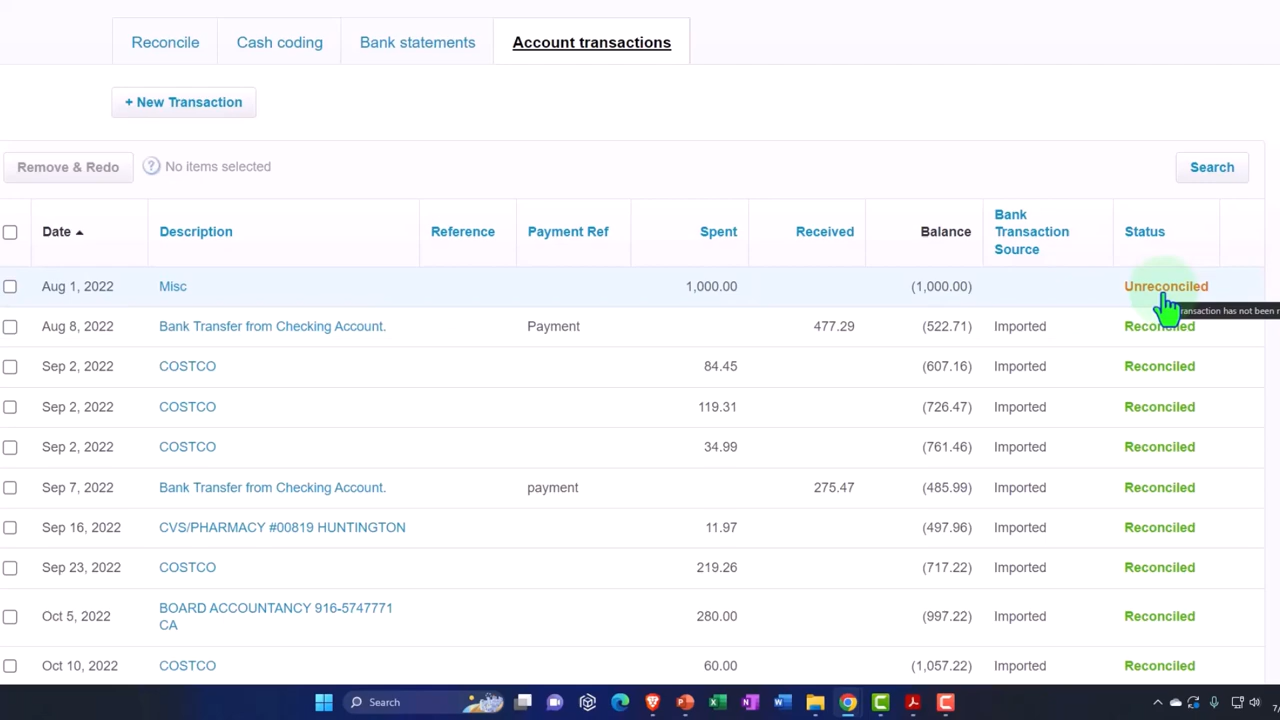 Reconcile Cash coding Bank statements Account transactions
+ New Transaction
Remove & Redo ? No items selected Search
Date Description Reference Payment Ref Spent Received Balance Bank Transaction Source Status
Aug 1, 2022 Misc 1,000.00 (1,000.00) Unreconciled
ransaction has not been
Aug 8, 2022 Bank Transfer from Checking Account. Payment 477.29 (522.71) Imported Reconciled
Sep 2, 2022 COSTCO 84.45 (607.16) Imported Reconciled
Sep 2, 2022 COSTCO 119.31 (726.47) Imported Reconciled
Sep 2, 2022 COSTCO 34.99 (761.46) Imported Reconciled
Sep 7, 2022 Bank Transfer from Checking Account. payment 275.47 (485.99) Imported Reconciled
Sep 16, 2022 CVS/PHARMACY #00819 HUNTINGTON 11.97 (497.96) Imported Reconciled
Sep 23, 2022 COSTCO 219.26 (717.22) Imported Reconciled
Oct 5, 2022 BOARD ACCOUNTANCY 916-5747771 CA 280.00 (997.22) Imported Reconciled
Oct 10, 2022 COSTCO 60.00 (1,057.22) Imported Reconciled
Search